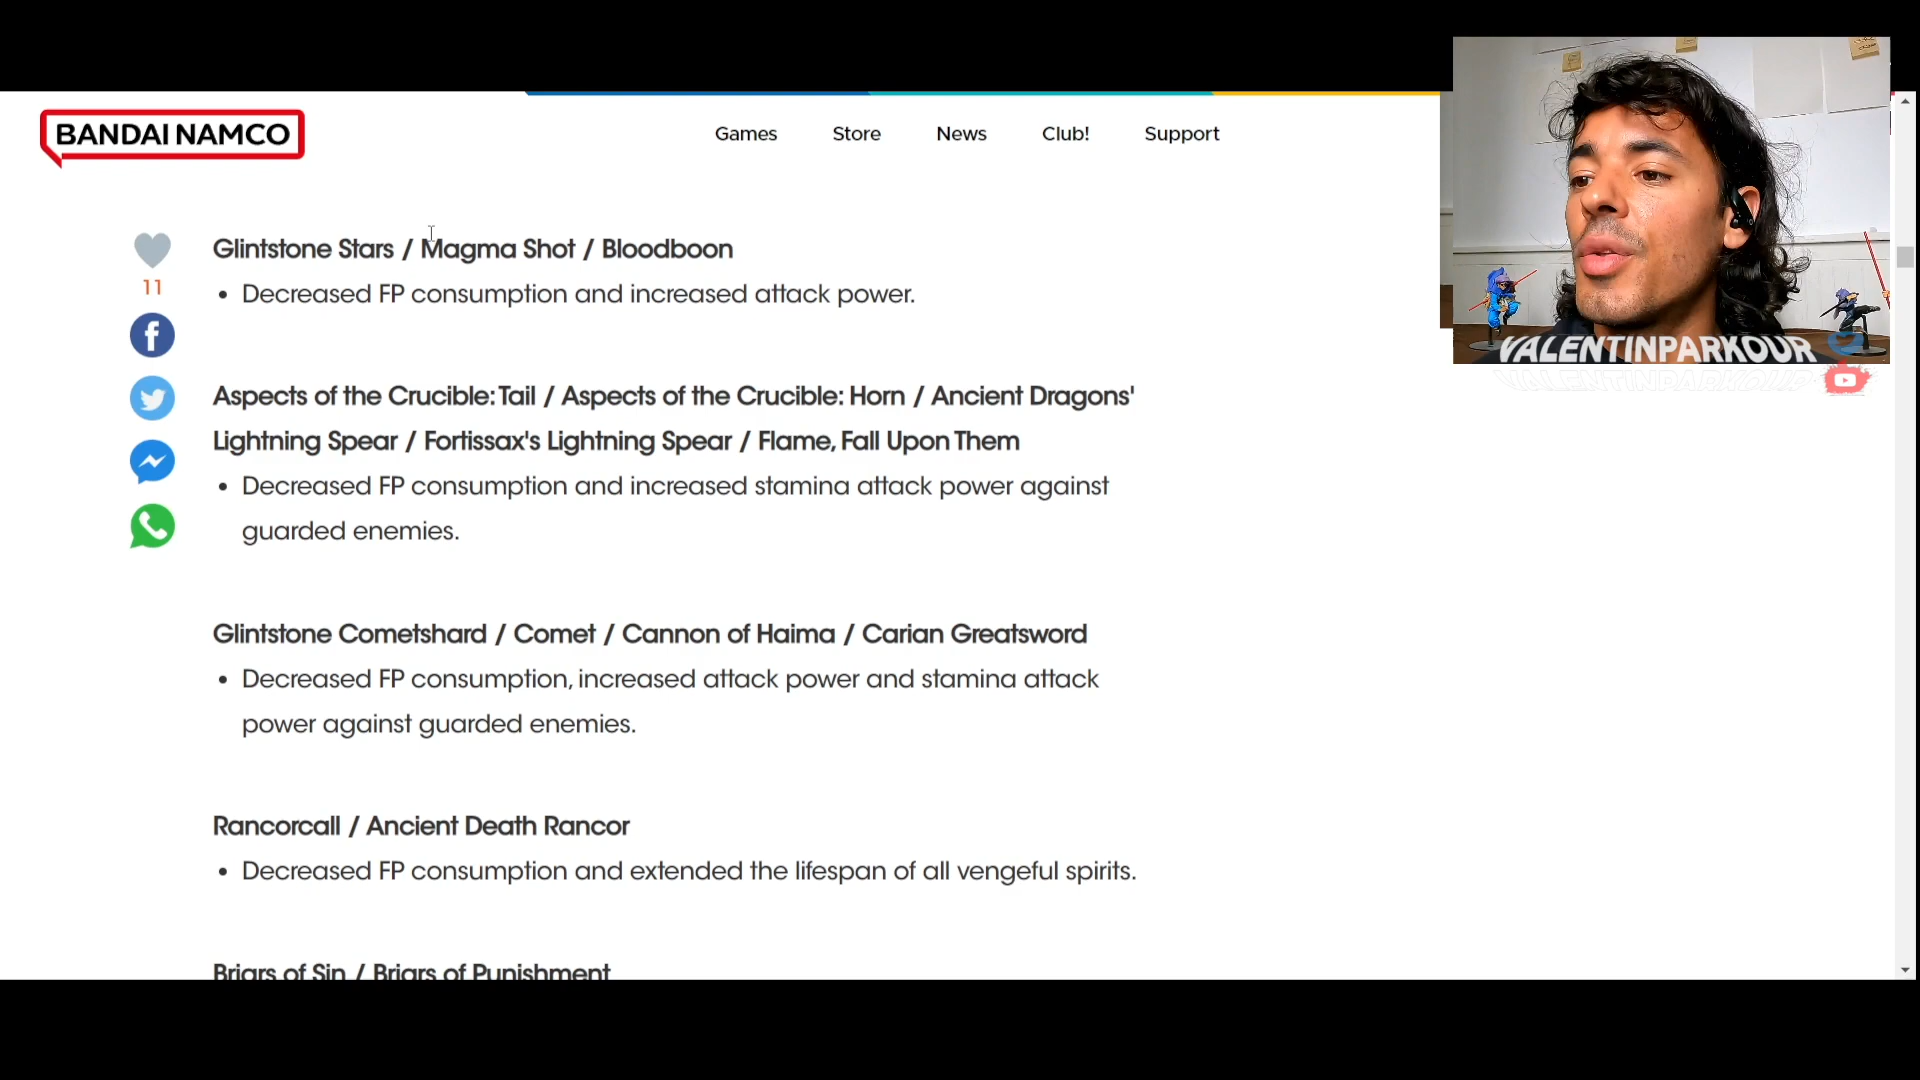 BANDAI NAMCO
Games
Store
News
Club!
Support
11
Glintstone Stars / Magma Shot / Bloodboon
• Decreased FP consumption and increased attack power.
Aspects of the Crucible: Tail / Aspects of the Crucible: Horn / Ancient Dragons'
Lightning Spear / Fortissax's Lightning Spear / Flame, Fall Upon Them
• Decreased FP consumption and increased stamina attack power against
guarded enemies.
Glintstone Cometshard / Comet / Cannon of Haima / Carian Greatsword
• Decreased FP consumption, increased attack power and stamina attack
power against guarded enemies.
Rancorcall / Ancient Death Rancor
• Decreased FP consumption and extended the lifespan of all vengeful spirits.
Briars of Sin / Briars of Punishment
VALENTINPARKOUR